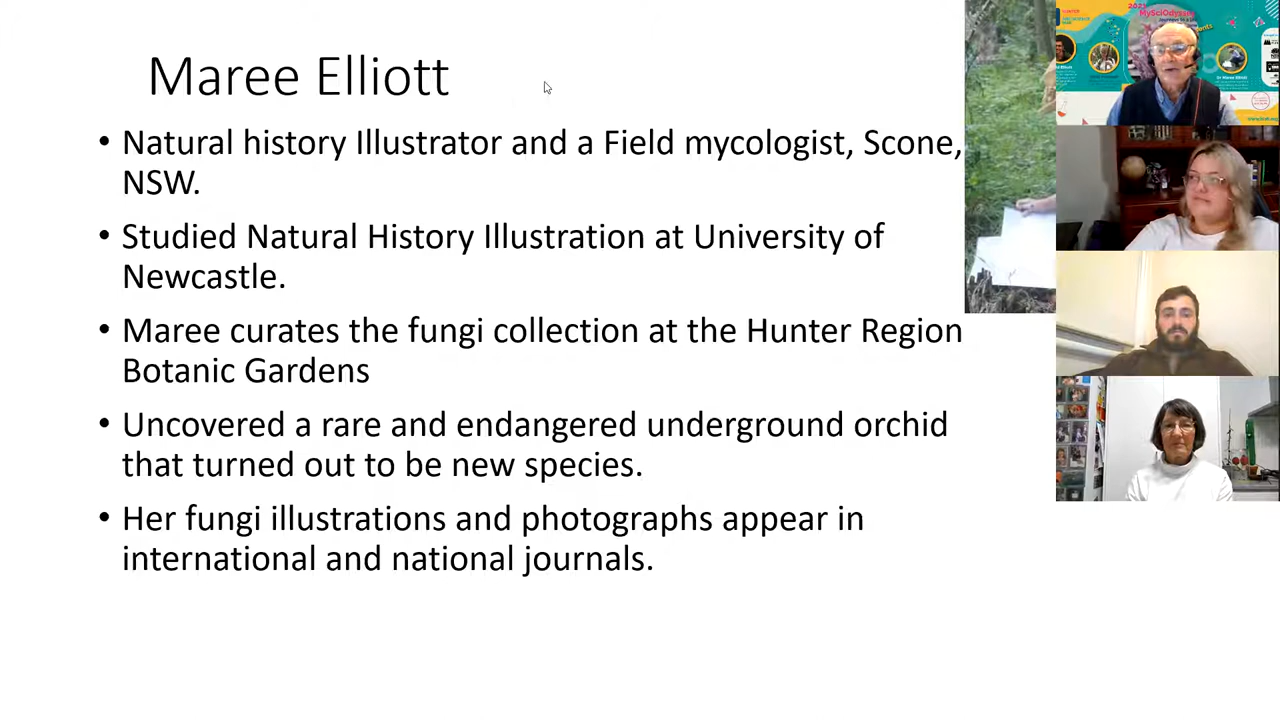 Maree Elliott
• Natural history Illustrator and a Field mycologist, Scone,
NSW.
• Studied Natural History Illustration at University of
Newcastle.
• Maree curates the fungi collection at the Hunter Region
Botanic Gardens
• Uncovered a rare and endangered underground orchid
that turned out to be new species.
• Her fungi illustrations and photographs appear in
international and national journals.
MySciOdyssey